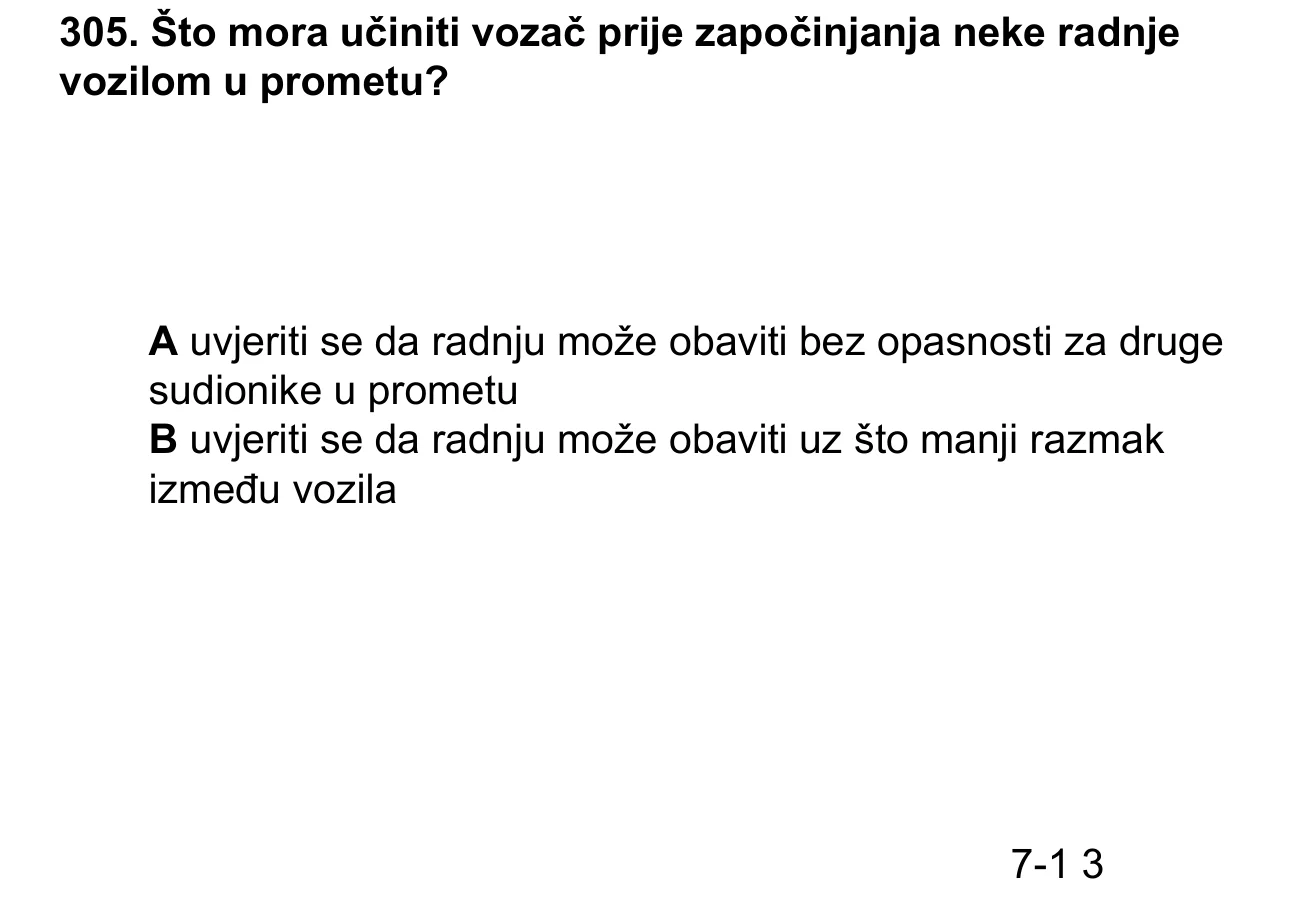 305. Što mora učiniti vozač prije započinjanja neke radnje
vozilom u prometu?
A uvjeriti se da radnju može obaviti bez opasnosti za druge
sudionike u prometu
B uvjeriti se da radnju može obaviti uz što manji razmak
između vozila
7-1 3